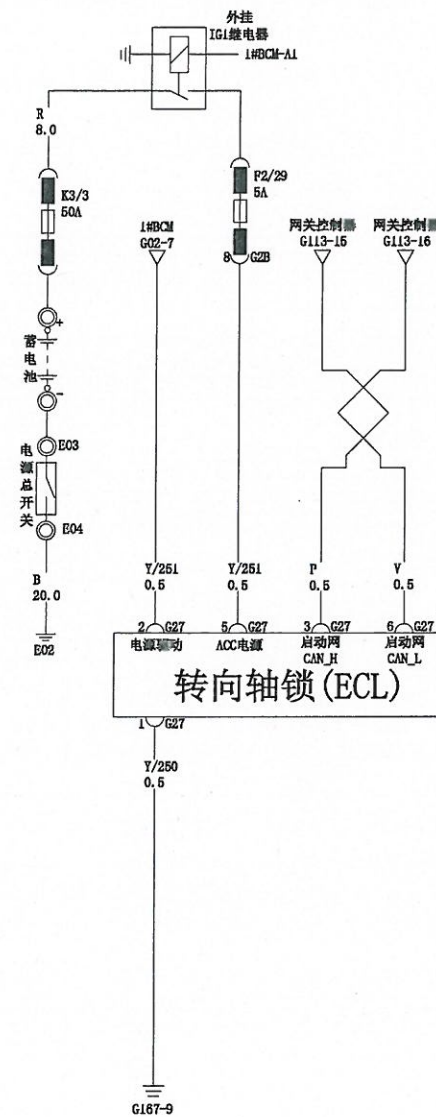 外挂
IG1继电器
1#BCM-A1
R
8.0
K3/3
50A
F2/29
5A
1#BCM
G02-7
网关控制器
G113-15
网关控制器
G113-16
8
G2B
+
蓄电池
-
E03
电源总开关
E04
B
20.0
E02
Y/251
0.5
Y/251
0.5
P
0.5
V
0.5
2 G27
5 G27
3 G27
6 G27
电源驱动
ACC电源
启动网
CAN_H
启动网
CAN_L
转向轴锁(ECL)
1 G27
Y/250
0.5
G167-9